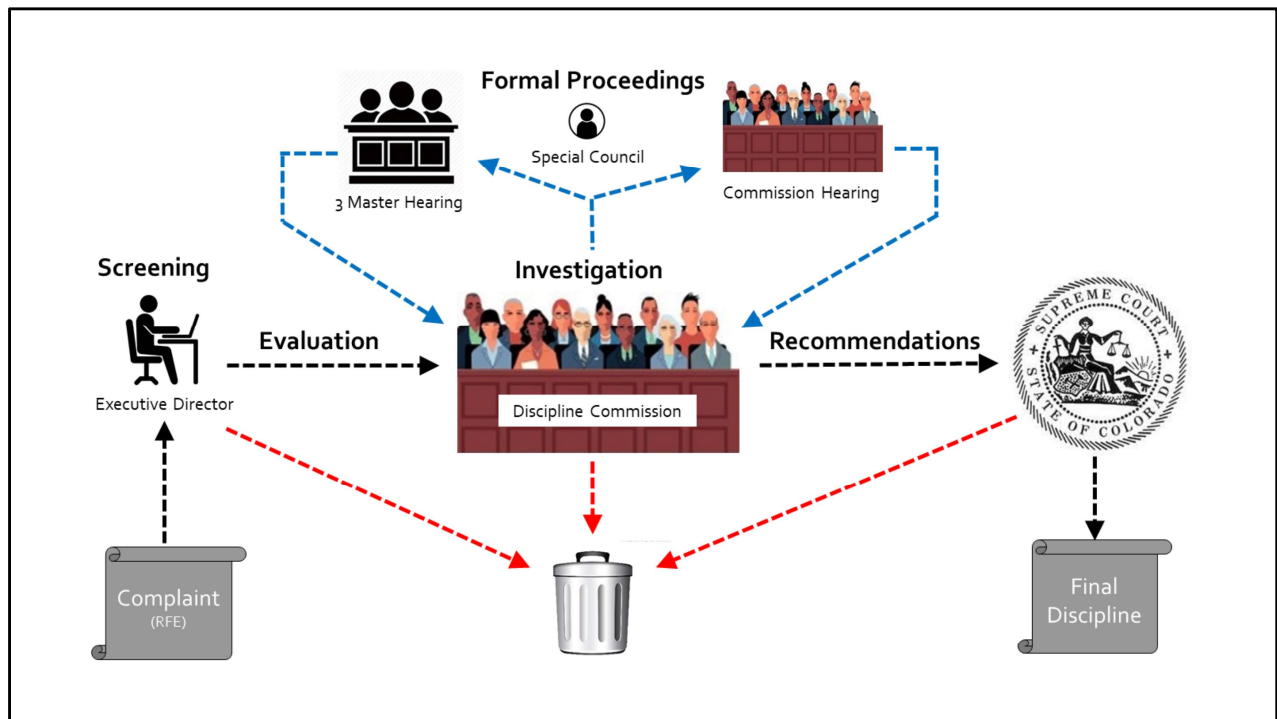 Formal Proceedings
Special Council
3 Master Hearing
Commission Hearing
Screening
Investigation
Evaluation
Recommendations
Executive Director
Discipline Commission
SUPREME COURT
STATE OF COLORADO
Complaint
(RFE)
Final
Discipline